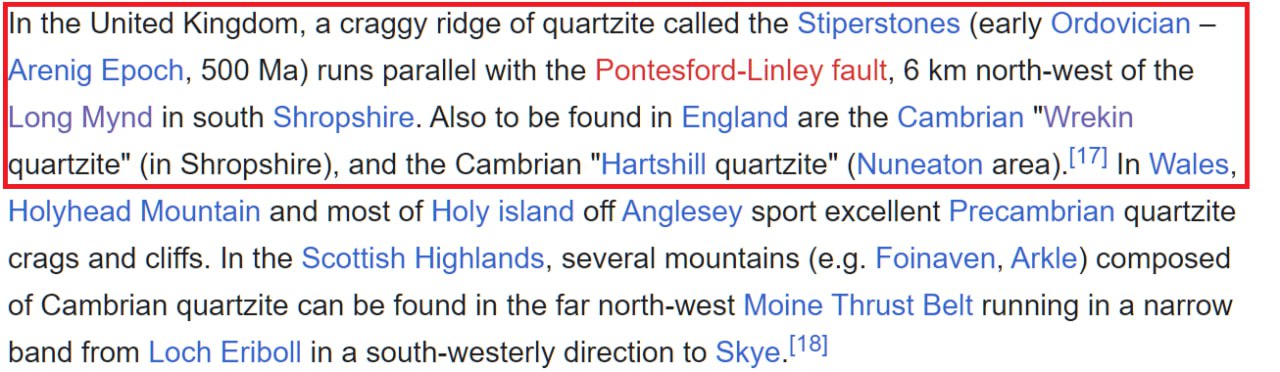 In the United Kingdom, a craggy ridge of quartzite called the Stiperstones (early Ordovician –
Arenig Epoch, 500 Ma) runs parallel with the Pontesford-Linley fault, 6 km north-west of the
Long Mynd in south Shropshire. Also to be found in England are the Cambrian "Wrekin
quartzite" (in Shropshire), and the Cambrian "Hartshill quartzite" (Nuneaton area).[17] In Wales,
Holyhead Mountain and most of Holy island off Anglesey sport excellent Precambrian quartzite
crags and cliffs. In the Scottish Highlands, several mountains (e.g. Foinaven, Arkle) composed
of Cambrian quartzite can be found in the far north-west Moine Thrust Belt running in a narrow
band from Loch Eriboll in a south-westerly direction to Skye.[18]